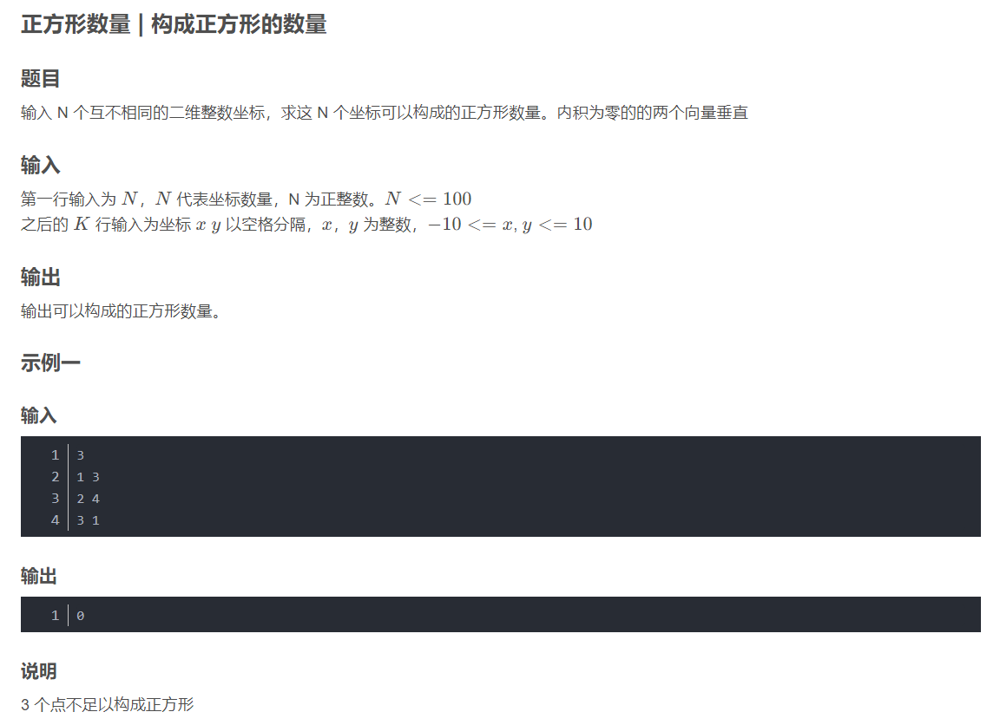 正方形数量 | 构成正方形的数量
题目
输入 N 个互不相同的二维整数坐标，求这 N 个坐标可以构成的正方形数量。内积为零的的两个向量垂直
输入
第一行输入为 N，N 代表坐标数量，N 为正整数。N <= 100
之后的 K 行输入为坐标 x y 以空格分隔，x，y 为整数，−10 <= x, y <= 10
输出
输出可以构成的正方形数量。
示例一
输入
1 3
2 1 3
3 2 4
4 3 1
输出
1 0
说明
3 个点不足以构成正方形